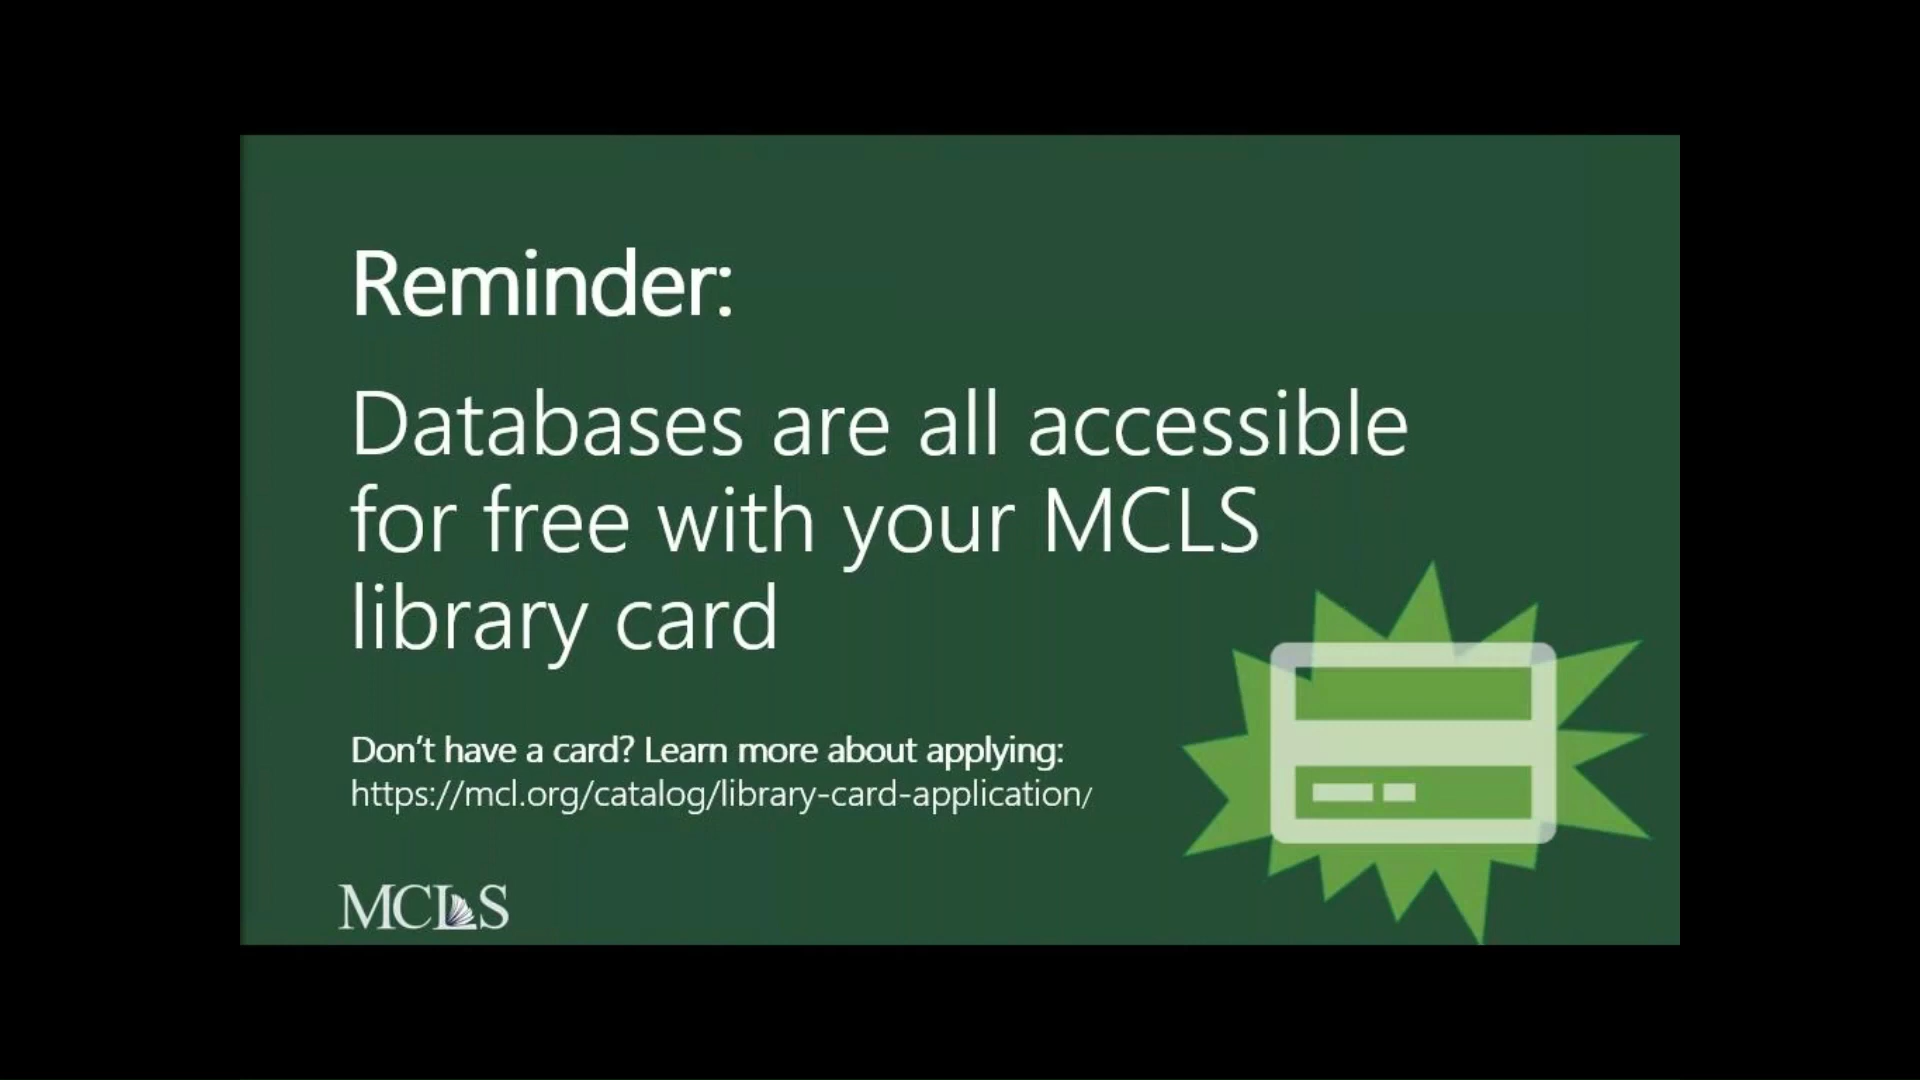 Reminder:
Databases are all accessible
for free with your MCLS
library card
Don't have a card? Learn more about applying:
https://mcl.org/catalog/library-card-application/
MCLS